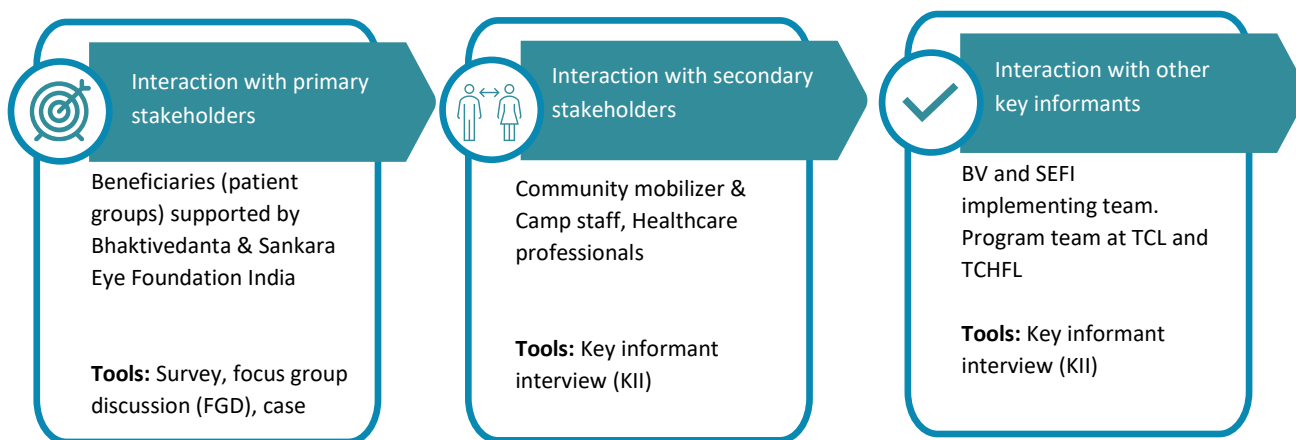 Interaction with primary
stakeholders
Beneficiaries (patient
groups) supported by
Bhaktivedanta & Sankara
Eye Foundation India
Tools: Survey, focus group
discussion (FGD), case
Interaction with secondary
stakeholders
Community mobilizer &
Camp staff, Healthcare
professionals
Tools: Key informant
interview (KII)
Interaction with other
key informants
BV and SEFI
implementing team.
Program team at TCL and
TCHFL
Tools: Key informant
interview (KII)